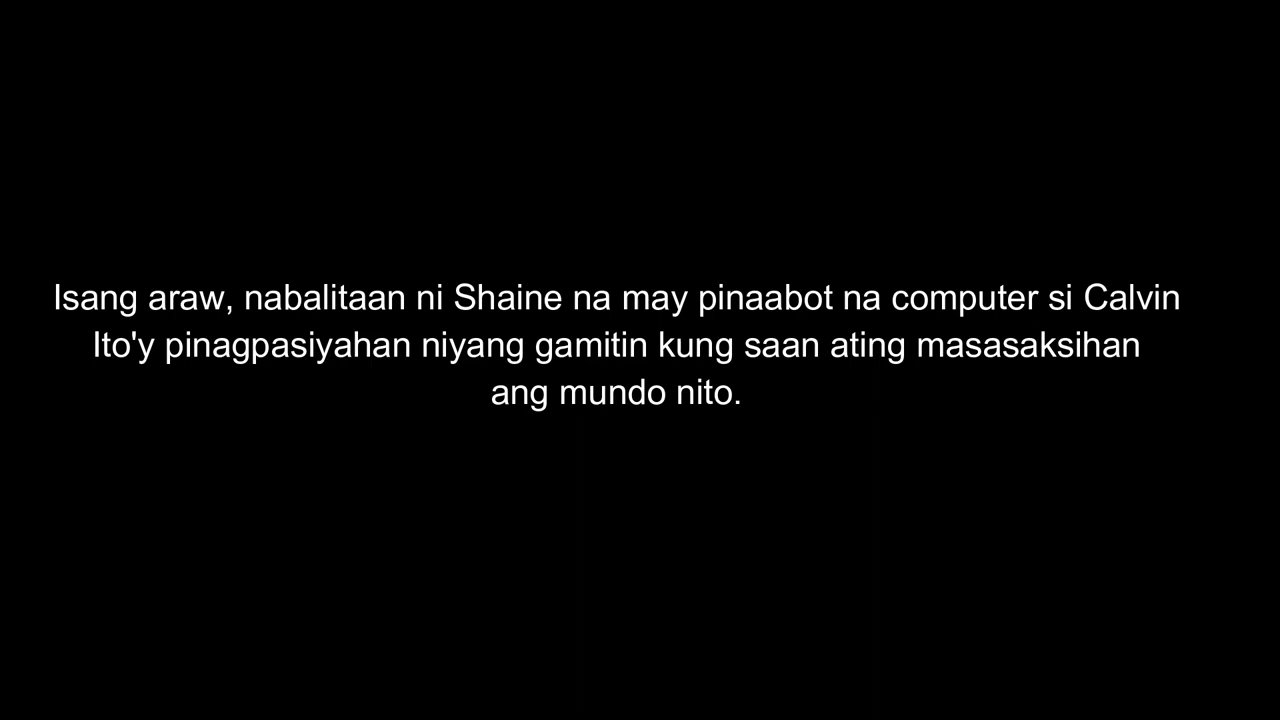 Isang araw, nabalitaan ni Shaine na may pinaabot na computer si Calvin
Ito'y pinagpasiyahan niyang gamitin kung saan ating masasaksihan
ang mundo nito.